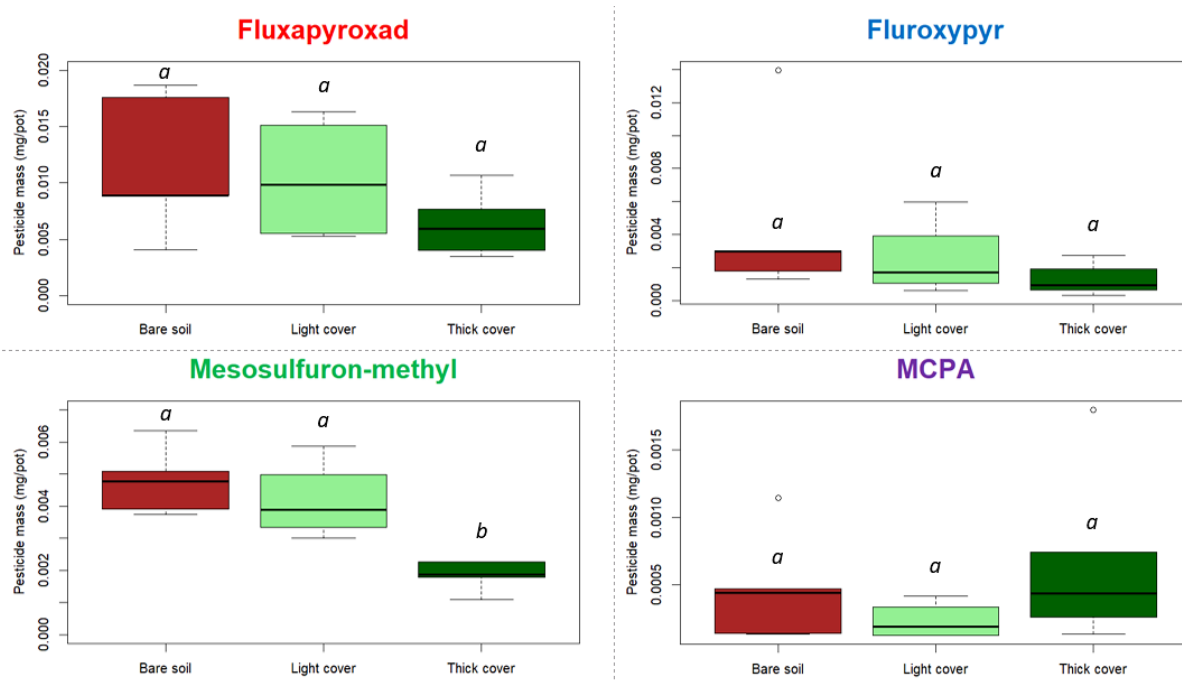 Fluxapyroxad
Pesticide mass (mg/pot)
0.020
0.015
0.010
0.005
0.000
a
a
a
Bare soil
Light cover
Thick cover
Fluroxypyr
Pesticide mass (mg/pot)
0.012
0.008
0.004
0.000
a
a
a
Bare soil
Light cover
Thick cover
Mesosulfuron-methyl
Pesticide mass (mg/pot)
0.006
0.004
0.002
0.000
a
a
b
Bare soil
Light cover
Thick cover
MCPA
Pesticide mass (mg/pot)
0.0015
0.0010
0.0005
a
a
a
Bare soil
Light cover
Thick cover